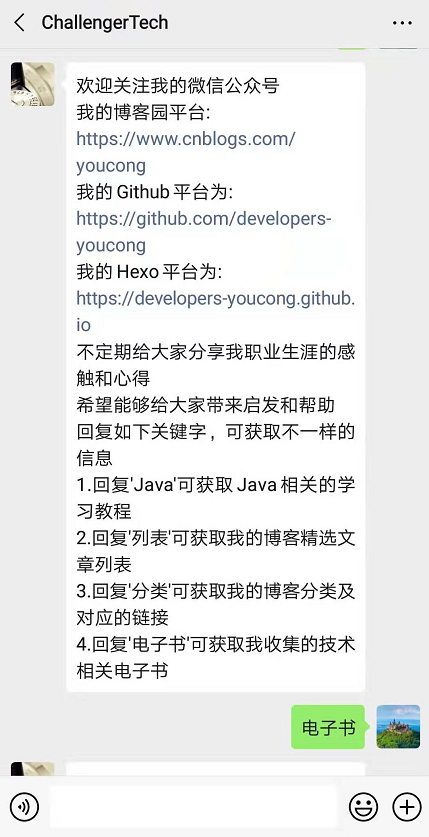 ChallengerTech
欢迎关注我的微信公众号
我的博客园平台:
https://www.cnblogs.com/
youcong
我的 Github 平台为:
https://github.com/developers-
youcong
我的 Hexo 平台为:
https://developers-youcong.github.
io
不定期给大家分享我职业生涯的感
触和心得
希望能够给大家带来启发和帮助
回复如下关键字，可获取不一样的
信息
1.回复'Java'可获取 Java 相关的学
习教程
2.回复'列表'可获取我的博客精选文
章列表
3.回复'分类'可获取我的博客分类及
对应的链接
4.回复'电子书'可获取我收集的技术
相关电子书
电子书